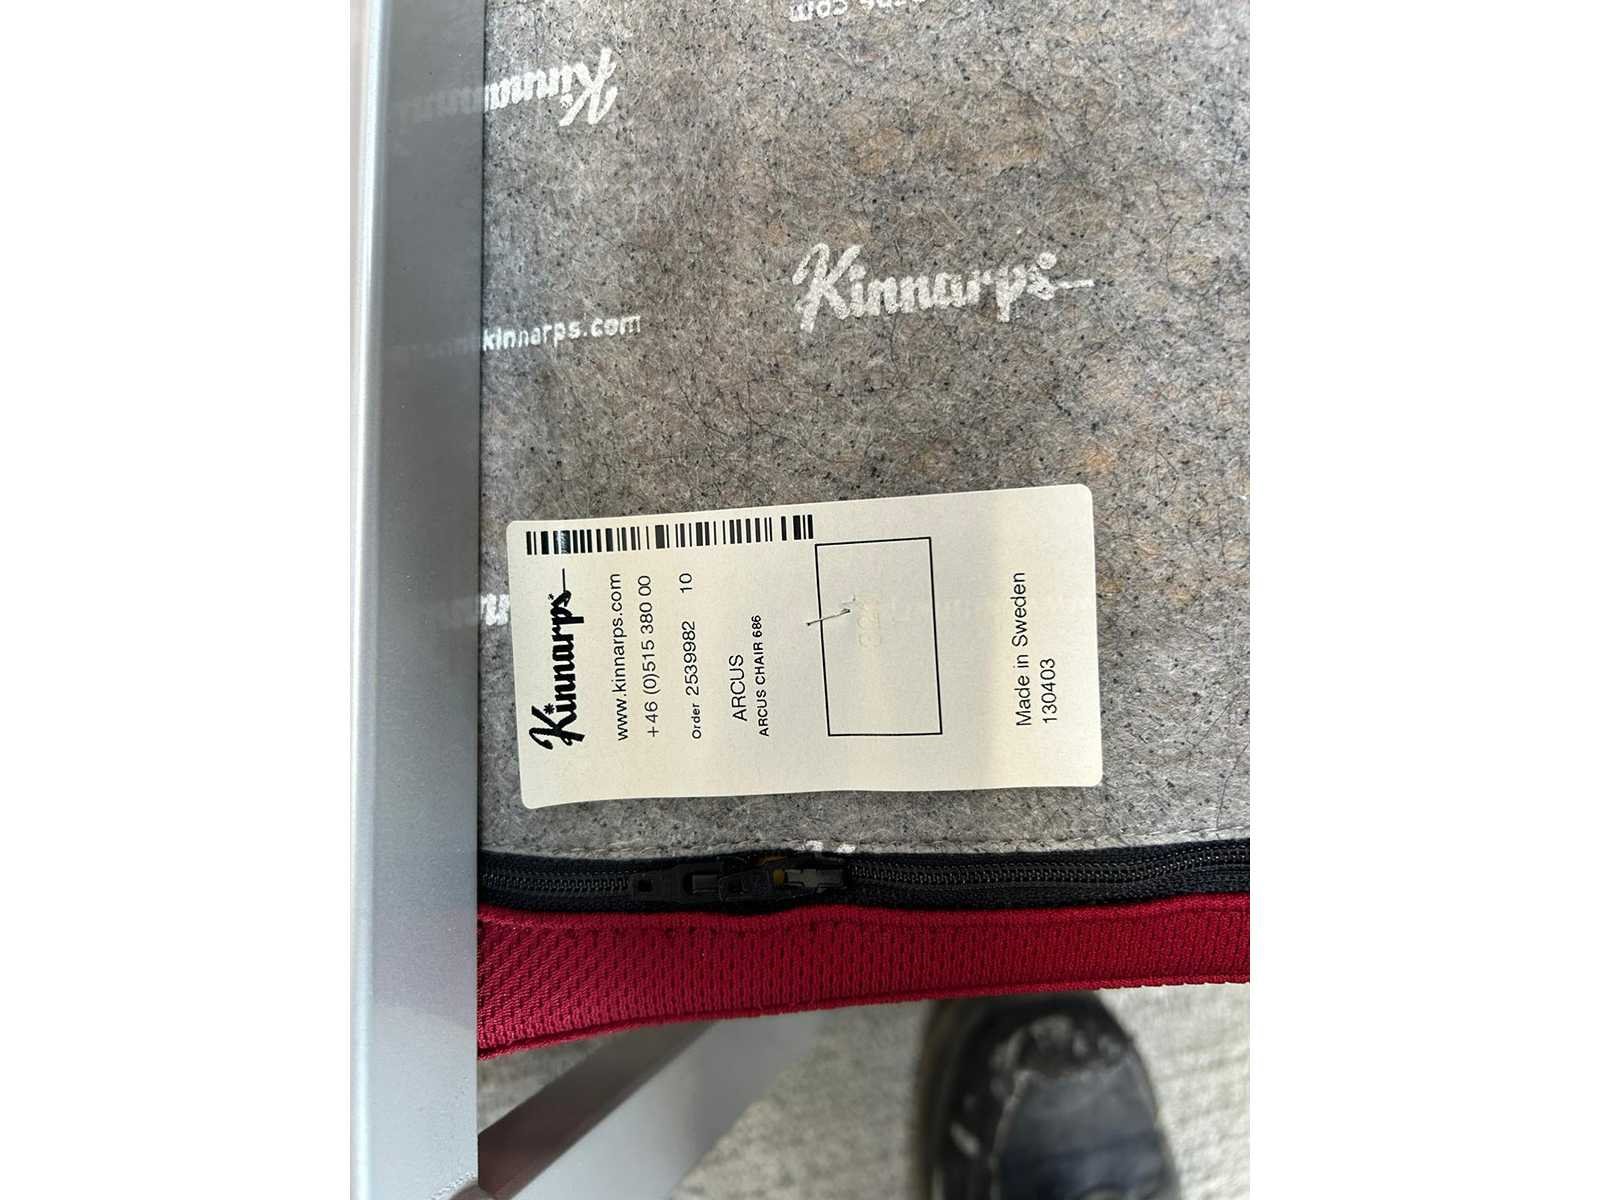 Kinnarps
kinnarps.com
Kinnarps
www.kinnarps.com
+46 (0)515 380 00
Order 2539982 10
ARCUS
ARCUS CHAIR 686
Made in Sweden
130403